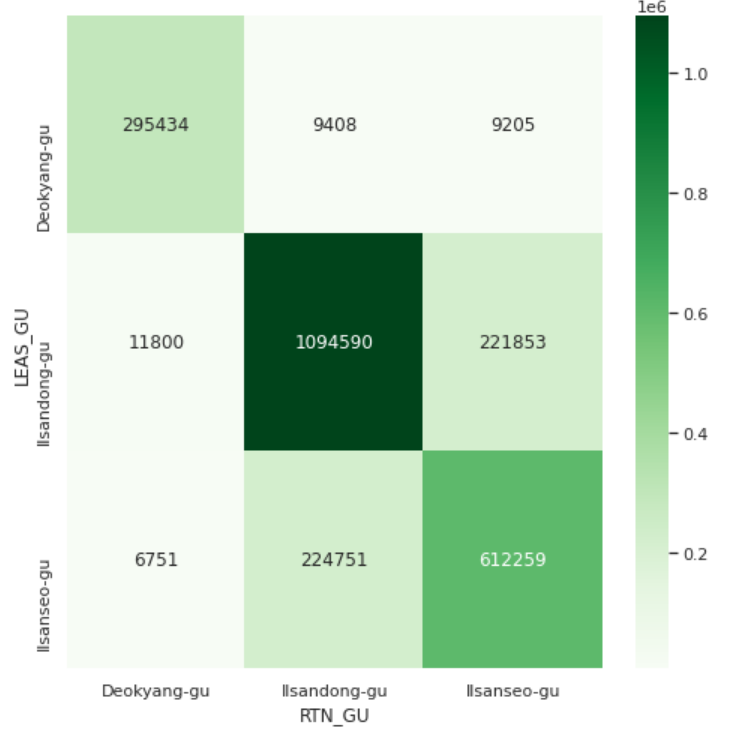 1e6
1.0
0.8
0.6
0.4
0.2
LEAS_GU
Deokyang-gu
295434 9408 9205
Ilsandong-gu
11800 1094590 221853
Ilsanseo-gu
6751 224751 612259
Deokyang-gu Ilsandong-gu Ilsanseo-gu
RTN_GU